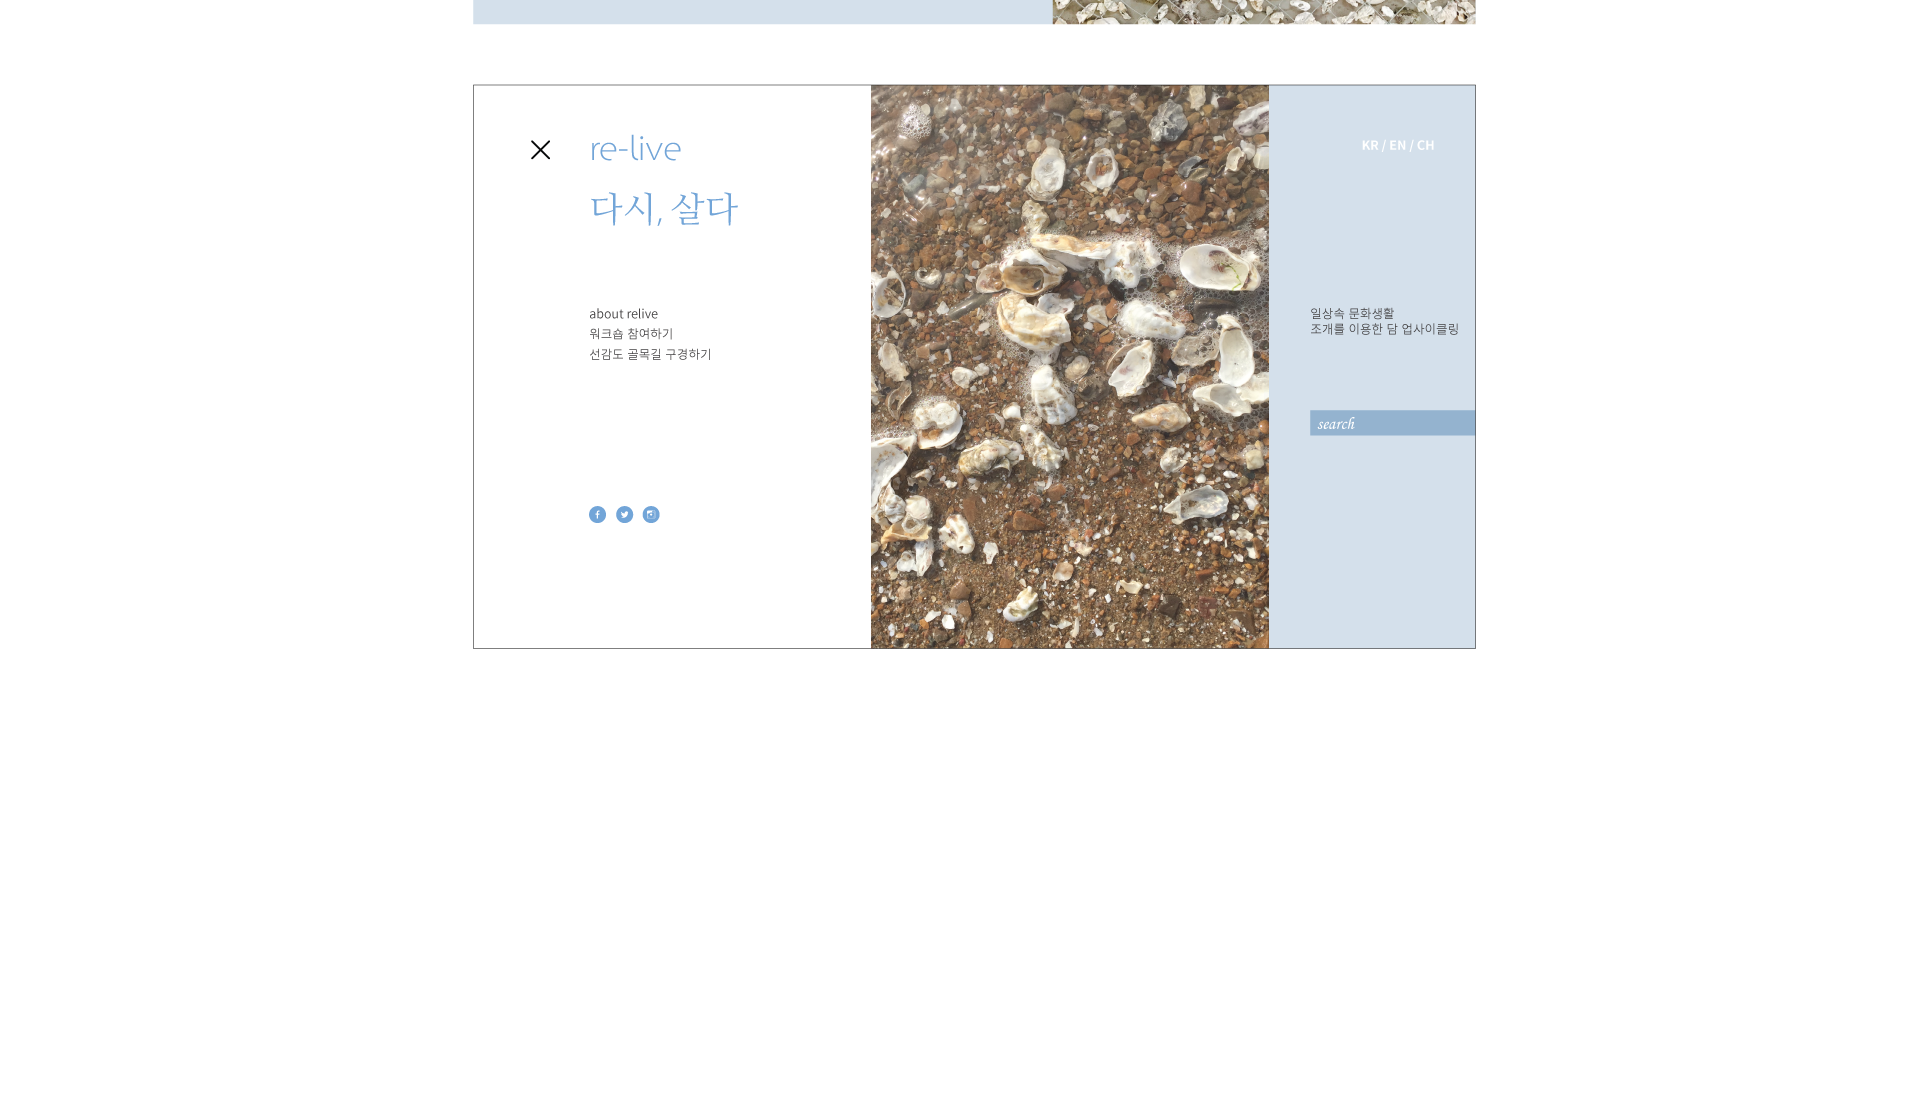 re-live
다시, 살다
about relive
워크숍 참여하기
선감도 골목길 구경하기
KR / EN / CH
일상속 문화생활
조개를 이용한 담 업사이클링
search